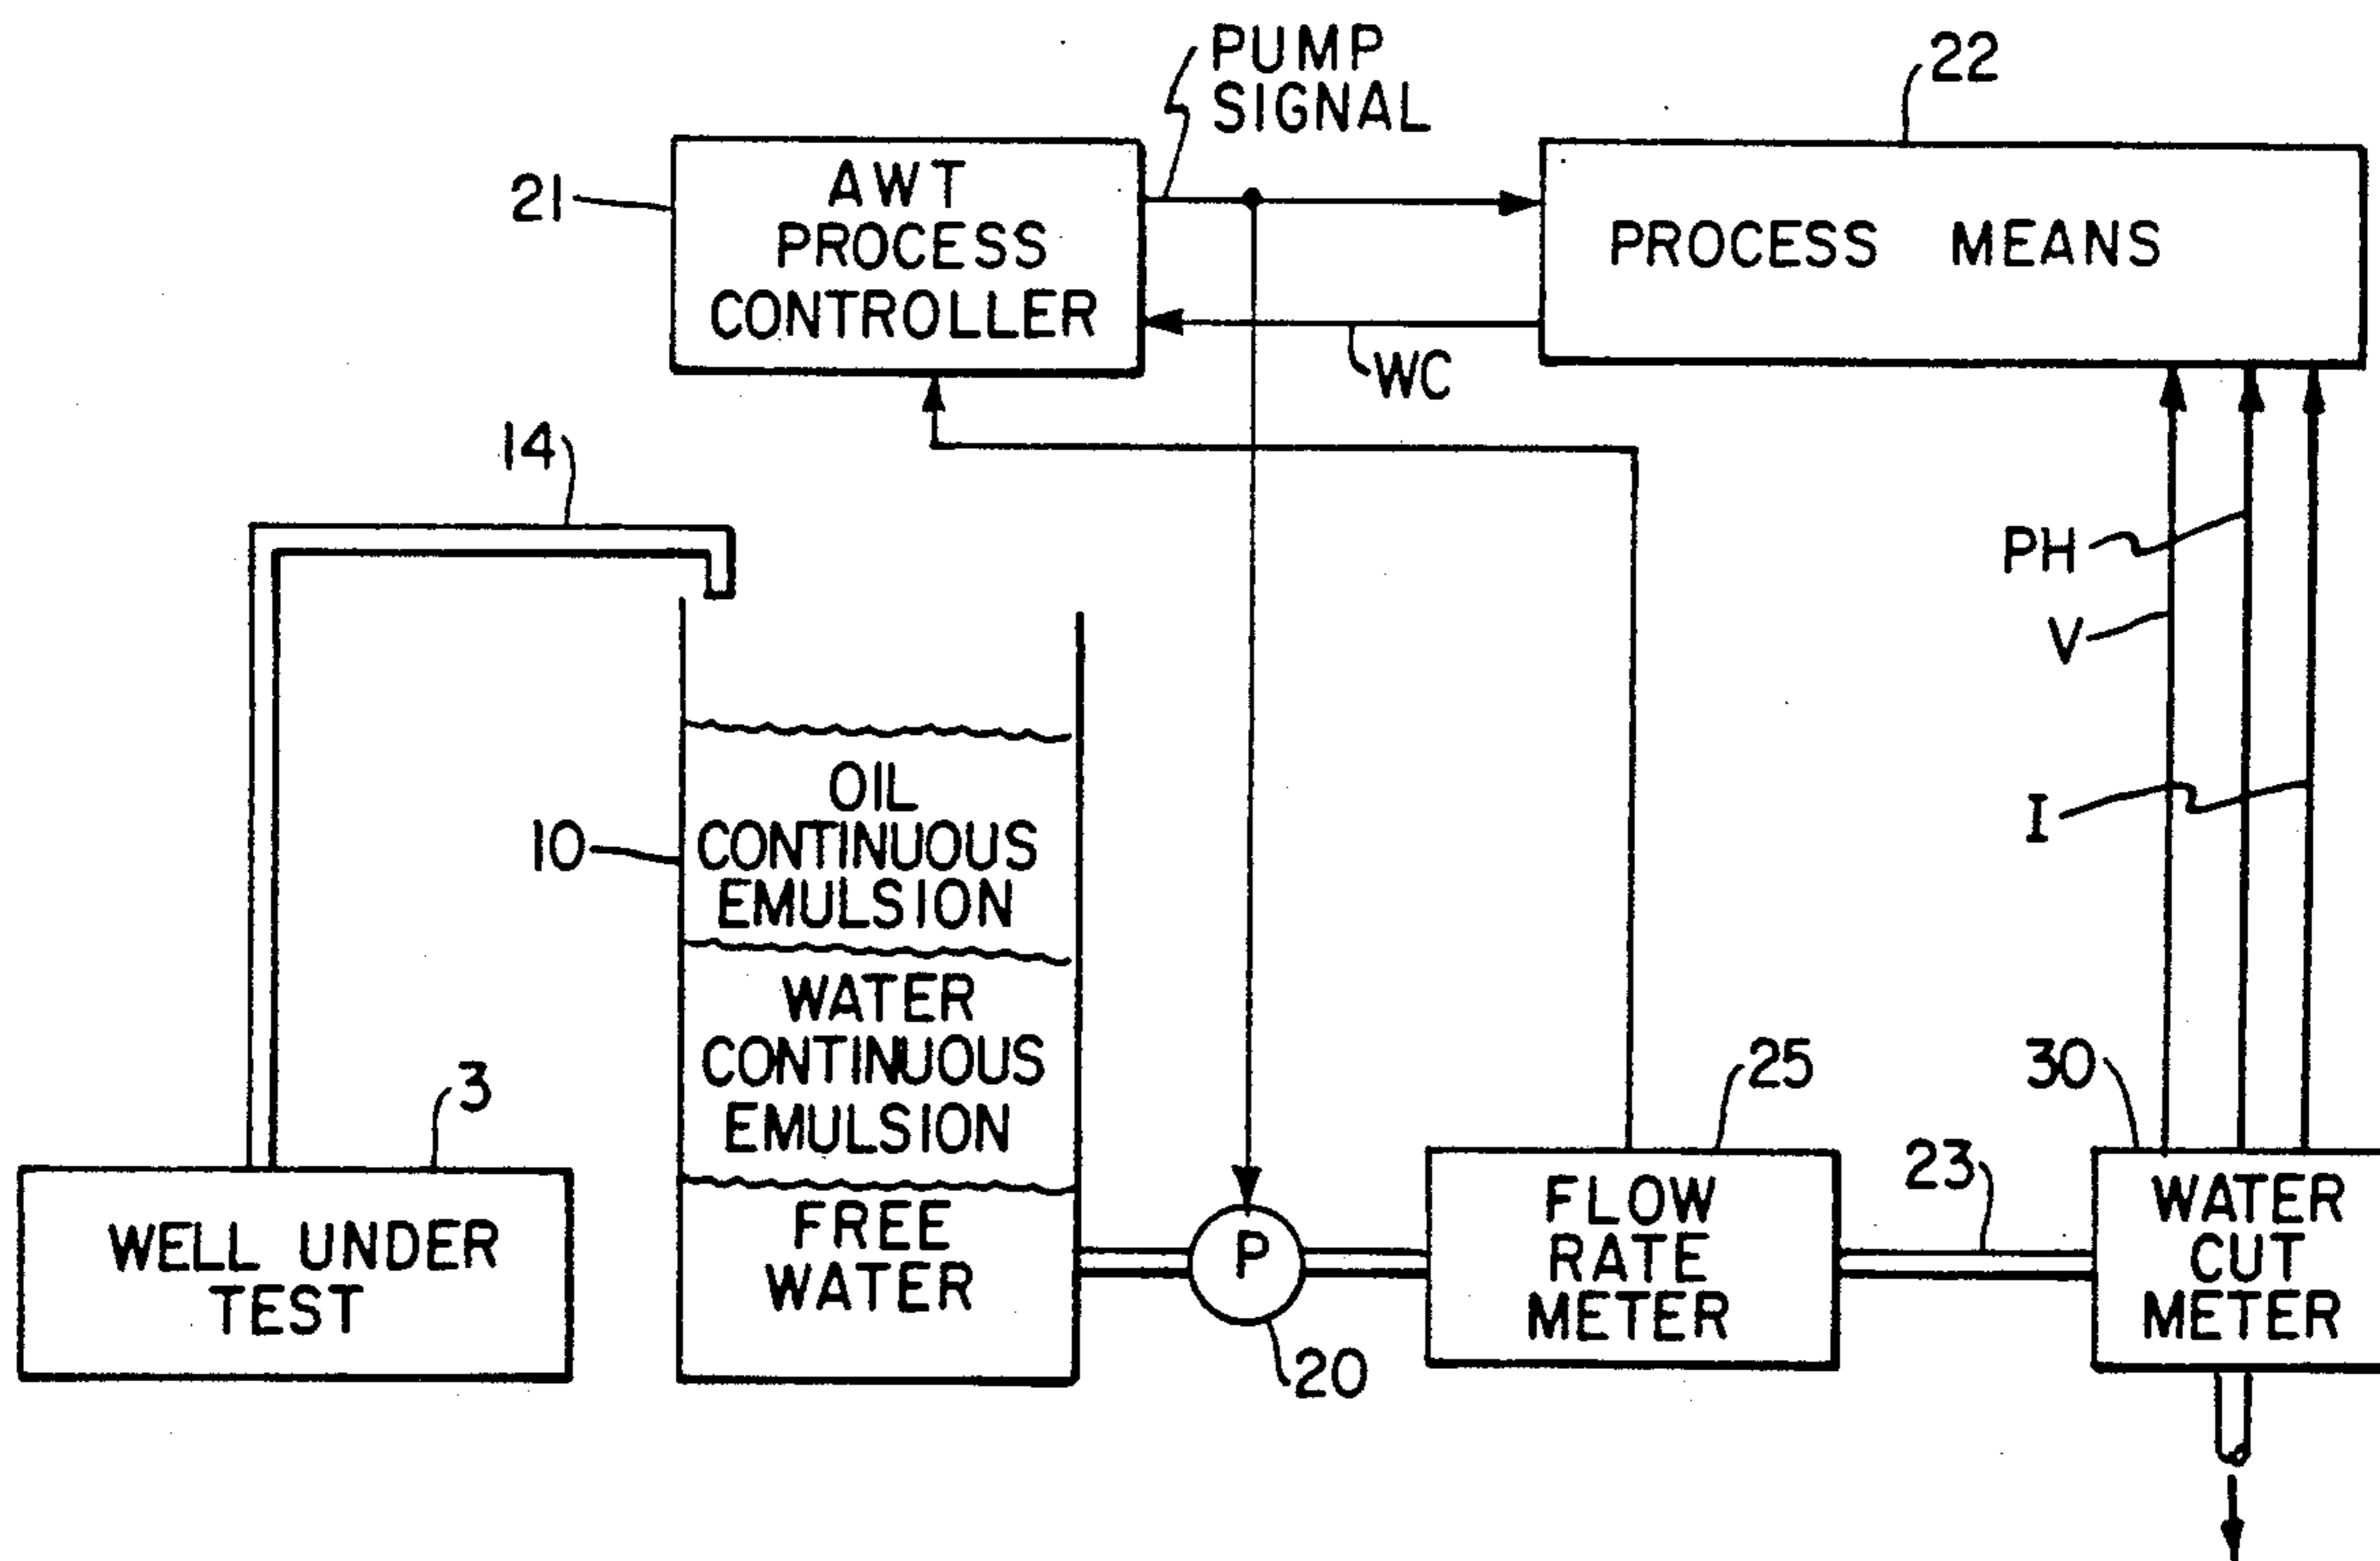 PUMP
SIGNAL
22
21
AWT
PROCESS
CONTROLLER
PROCESS MEANS
WC
14
PH
V
I
10
OIL
CONTINUOUS
EMULSION
WATER
CONTINUOUS
EMULSION
FREE
WATER
3
WELL UNDER
TEST
P
20
25
FLOW
RATE
METER
23
30
WATER
CUT
METER